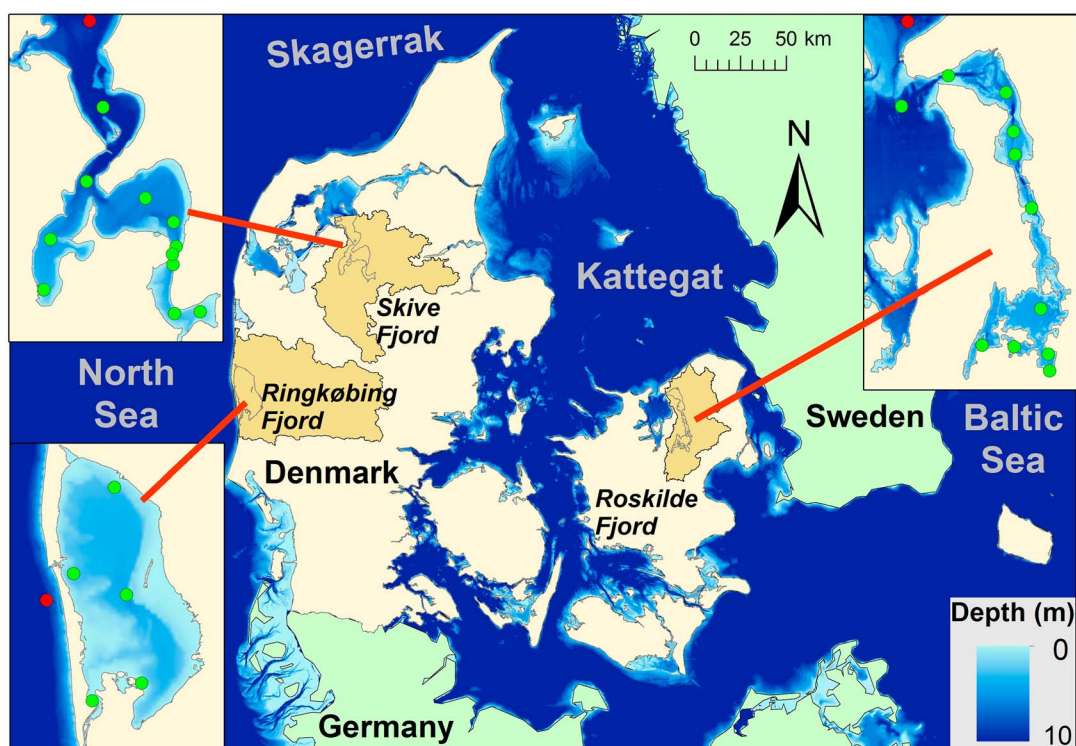 Skagerrak
0 25 50 km
N
Kattegat
Skive
Fjord
North
Sea
Ringkøbing
Fjord
Sweden
Baltic
Sea
Denmark
Roskilde
Fjord
Germany
Depth (m)
0
10